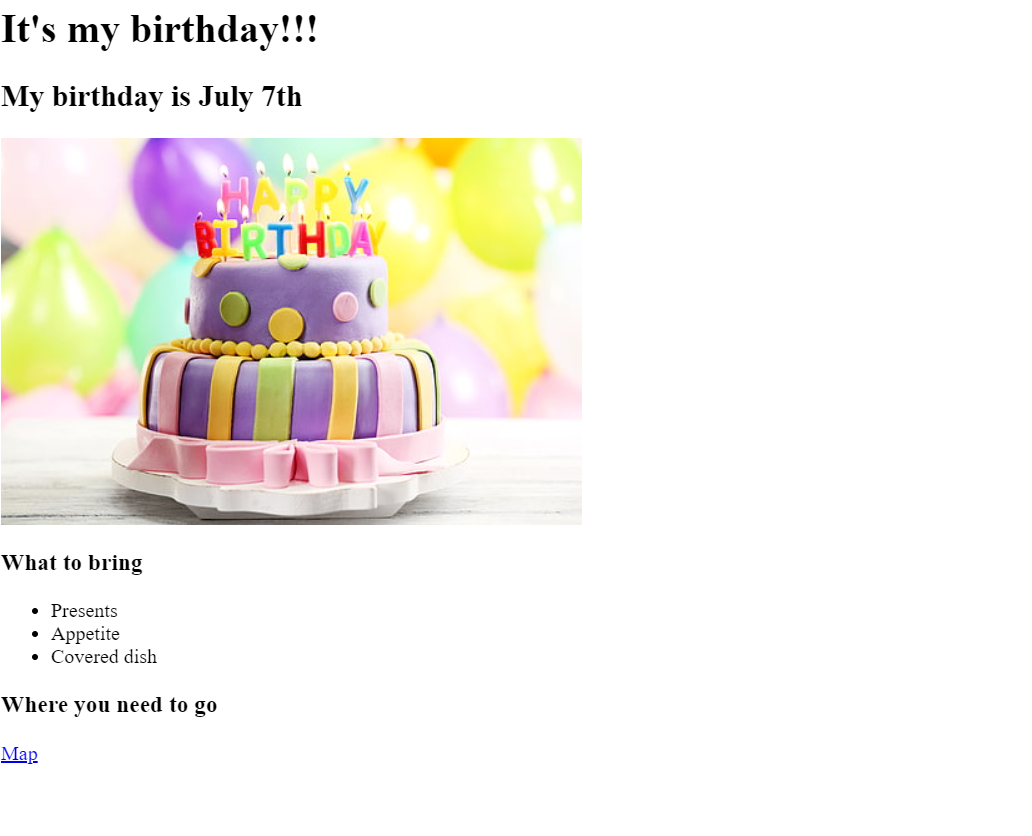 It's my birthday!!!
My birthday is July 7th
HAPPY
BIRTHDAY
What to bring
Presents
Appetite
Covered dish
Where you need to go
Map